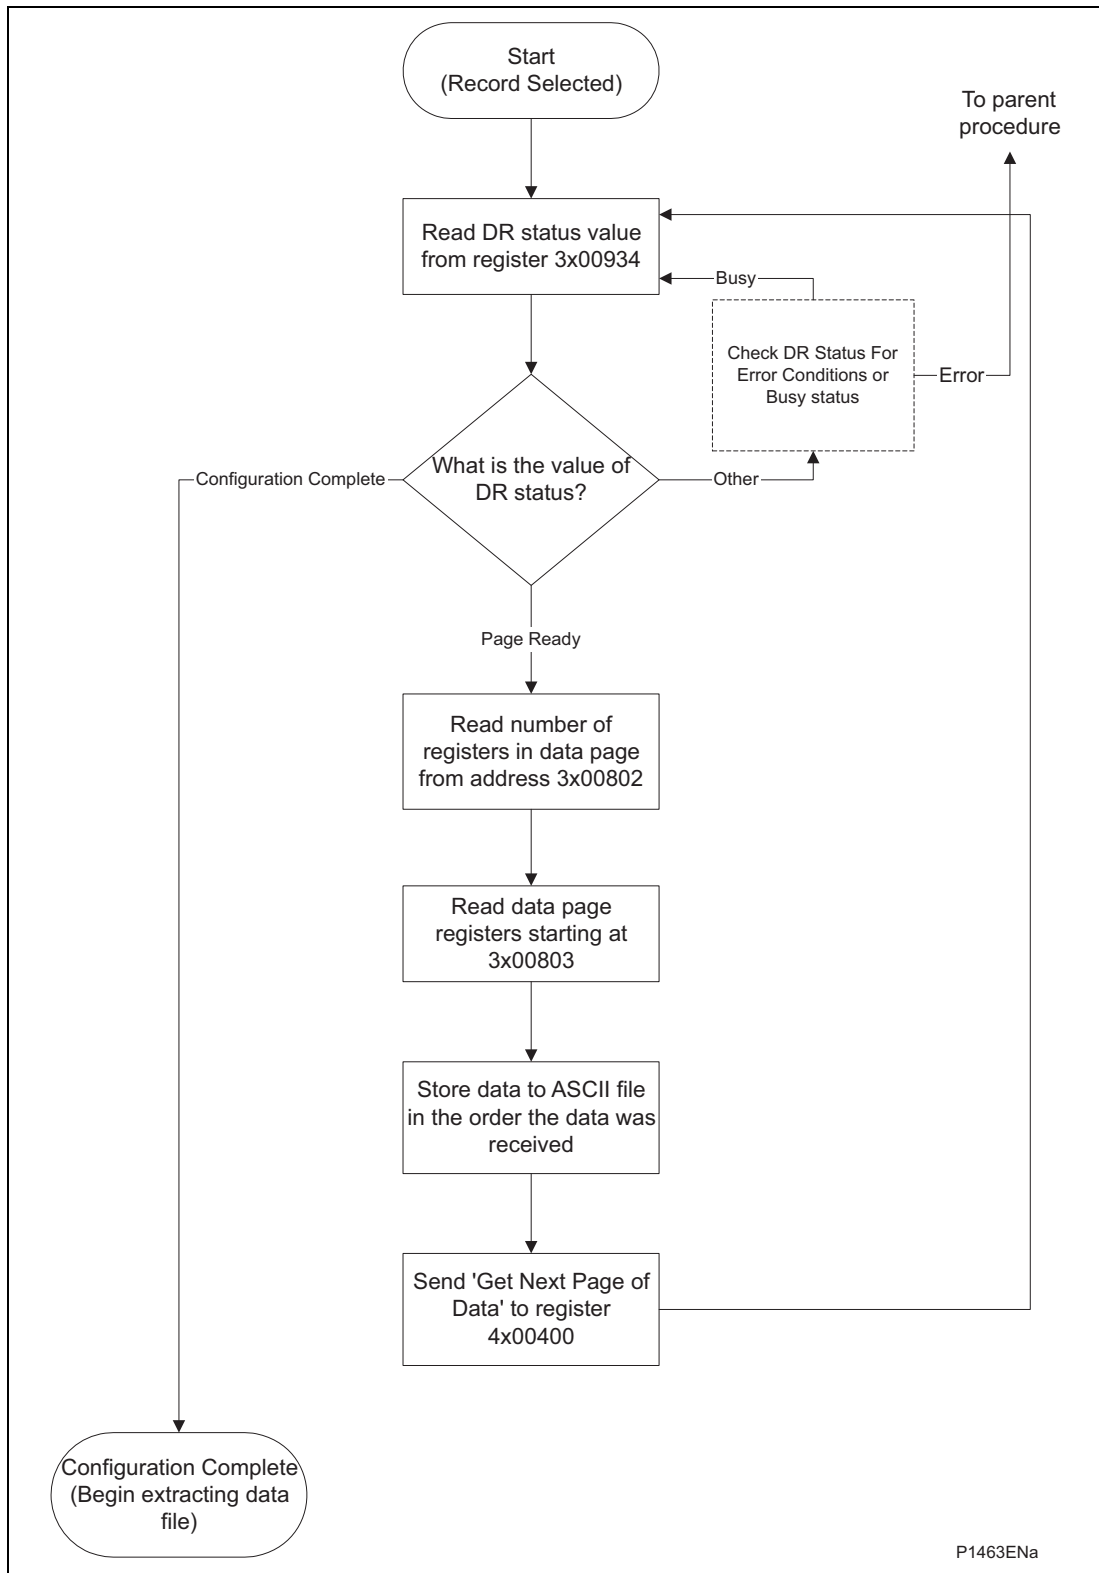 Start
(Record Selected)
To parent
procedure
Read DR status value
from register 3x00934
Busy
Check DR Status For
Error Conditions or
Busy status
Error
What is the value of
DR status?
Configuration Complete
Other
Page Ready
Read number of
registers in data page
from address 3x00802
Read data page
registers starting at
3x00803
Store data to ASCII file
in the order the data was
received
Send 'Get Next Page of
Data' to register
4x00400
Configuration Complete
(Begin extracting data
file)
P1463ENa